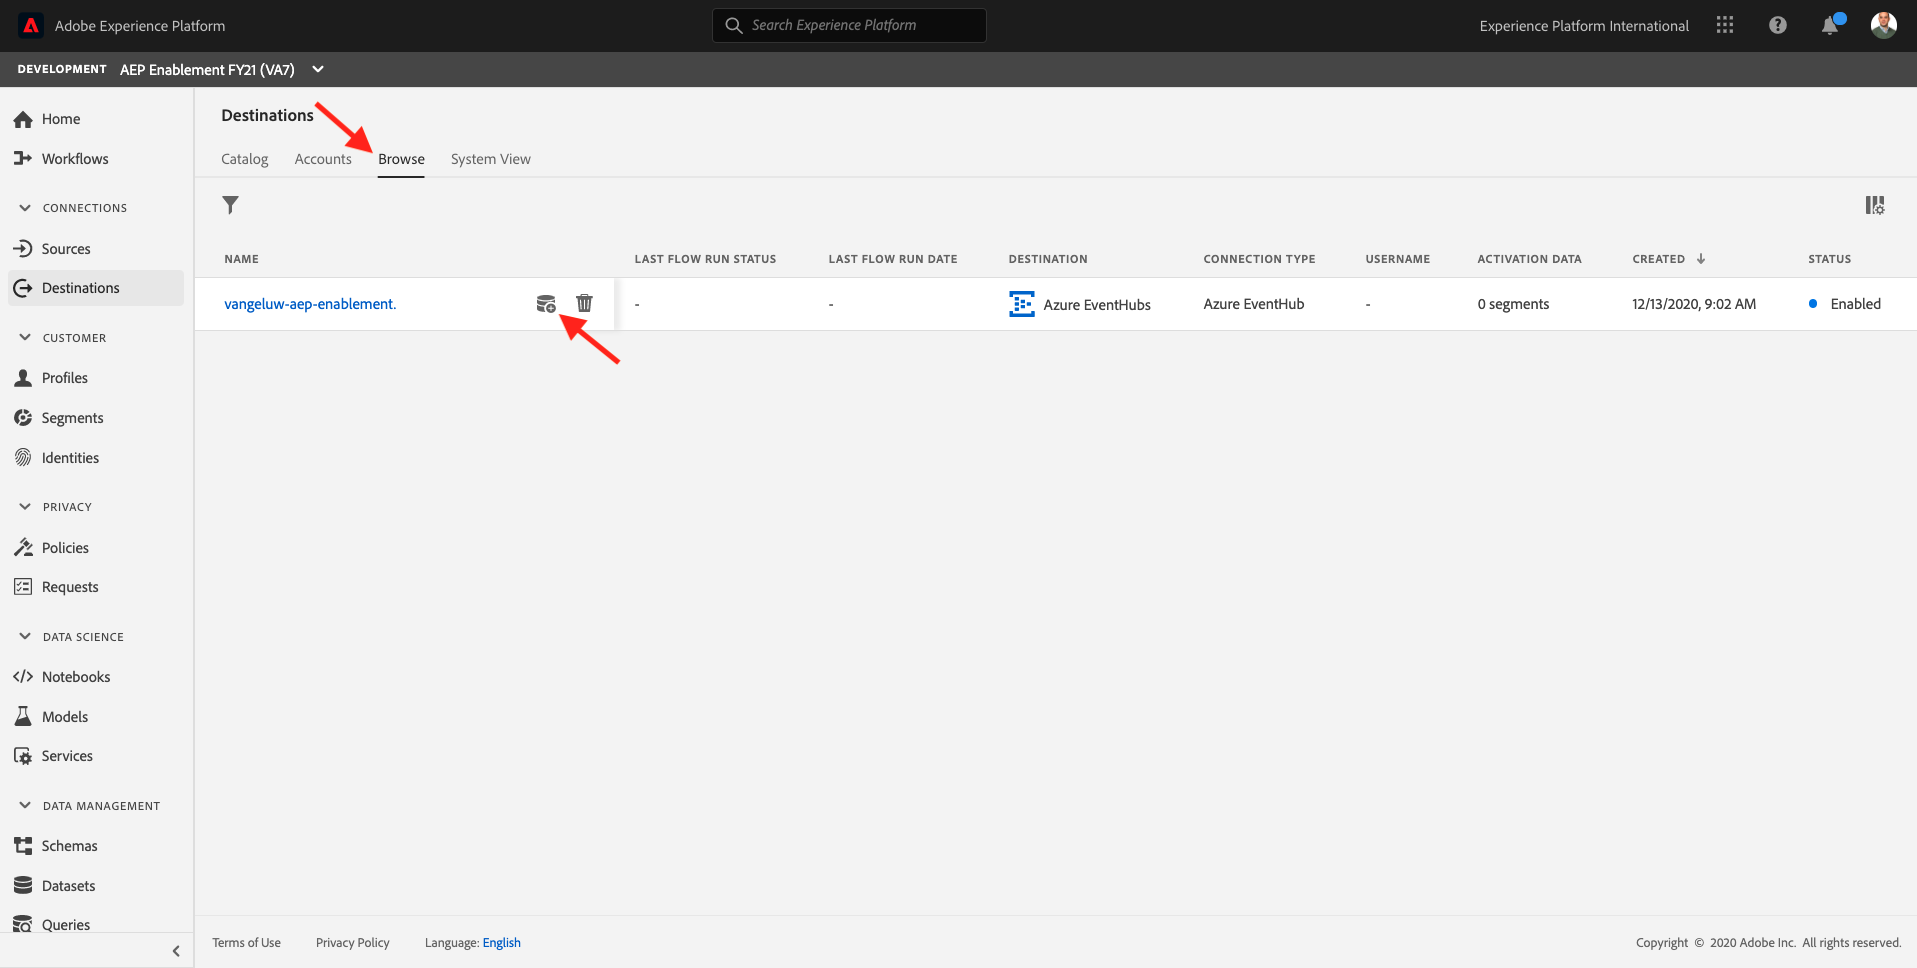 Adobe Experience Platform
Search Experience Platform
Experience Platform International
DEVELOPMENT AEP Enablement FY21 (VA7)
Home
Workflows
CONNECTIONS
Sources
Destinations
CUSTOMER
Profiles
Segments
Identities
PRIVACY
Policies
Requests
DATA SCIENCE
Notebooks
Models
Services
DATA MANAGEMENT
Schemas
Datasets
Queries
Destinations
Catalog Accounts Browse System View
NAME LAST FLOW RUN STATUS LAST FLOW RUN DATE DESTINATION CONNECTION TYPE USERNAME ACTIVATION DATA CREATED STATUS
vangeluw-aep-enablement. - - Azure EventHubs Azure EventHub - 0 segments 12/13/2020, 9:02 AM Enabled
Terms of Use Privacy Policy Language: English
Copyright © 2020 Adobe Inc. All rights reserved.